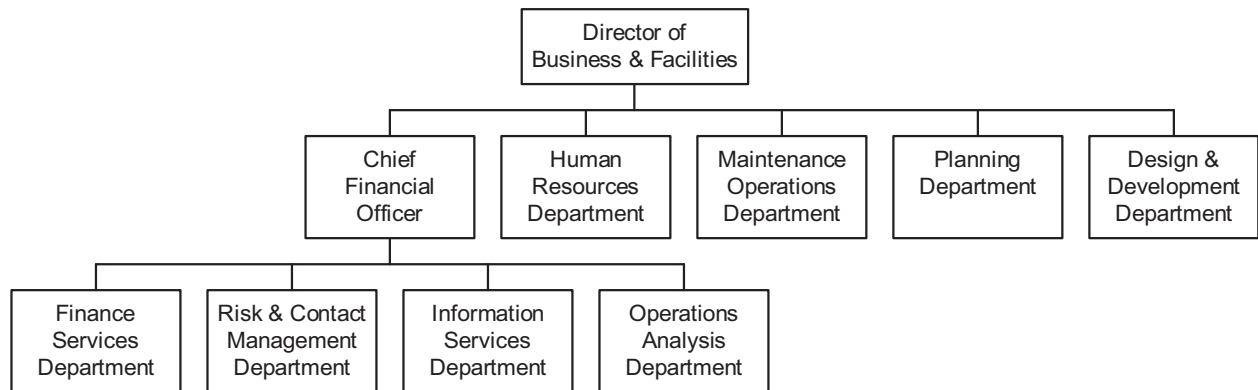 Director of
Business & Facilities
Chief
Financial
Officer
Human
Resources
Department
Maintenance
Operations
Department
Planning
Department
Design &
Development
Department
Finance
Services
Department
Risk & Contact
Management
Department
Information
Services
Department
Operations
Analysis
Department